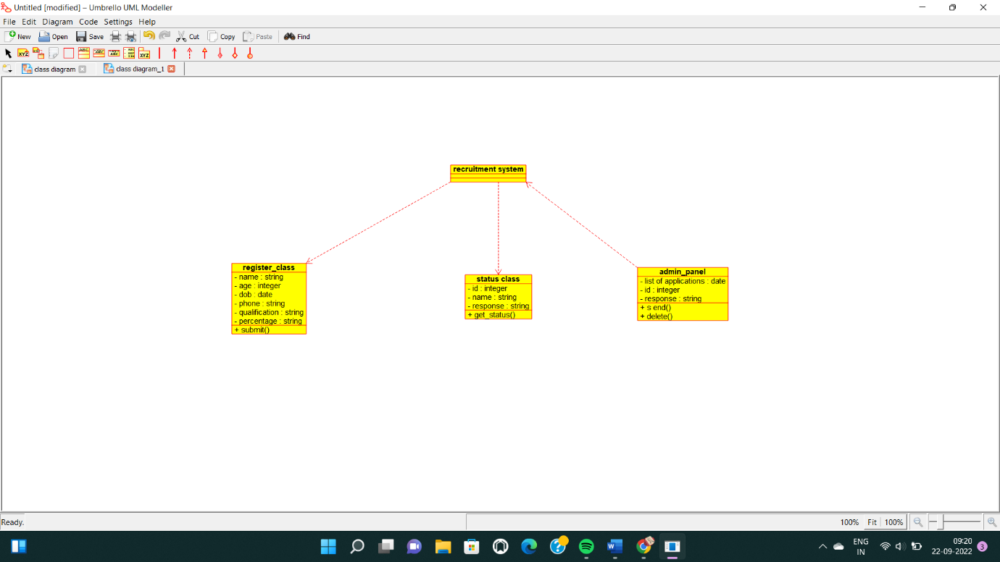 Untitled [modified] – Umbrello UML Modeller
File Edit Diagram Code Settings Help
New Open Save Cut Copy Paste Find
class diagram class diagram_1
recruitment system
register_class
- name : string
- age : integer
- dob : date
- phone : string
- qualification : string
- percentage : string
+ submit()
status class
- id : integer
- name : string
- response : string
+ get_status()
admin_panel
- list of applications : date
- id : integer
- response : string
+ s end()
+ delete()
Ready.
100% Fit 100%
ENG
IN
09:20
22-09-2022
3